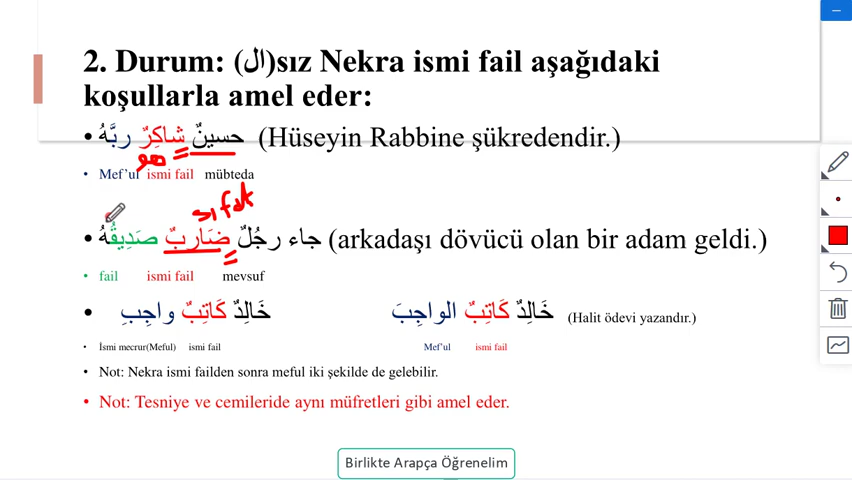 2. Durum: (ال)sız Nekra ismi fail aşağıdaki
koşullarla amel eder:
• حسينٌ شاكِرٌ ربَّهُ (Hüseyin Rabbine şükredendir.)
هو
• Mef'ul ismi fail mübteda
sıfat
• جاء رجُلٌ ضَارِبٌ صَدِيقُهُ (arkadaşı dövücü olan bir adam geldi.)
• fail ismi fail mevsuf
• خَالِدٌ كَاتِبٌ واجِبِ خَالِدٌ كَاتِبٌ الواجِبَ (Halit ödevi yazandır.)
• İsmi mecrur(Meful) ismi fail Mef'ul ismi fail
• Not: Nekra ismi failden sonra meful iki şekilde de gelebilir.
• Not: Tesniye ve cemileride aynı müfretleri gibi amel eder.
Birlikte Arapça Öğrenelim